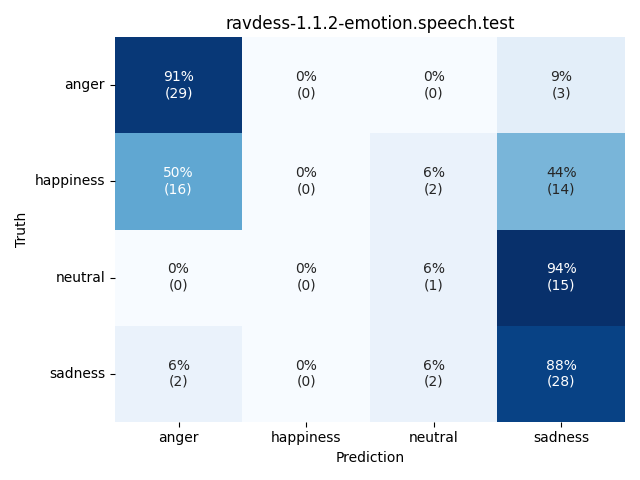 ravdess-1.1.2-emotion.speech.test
Truth
anger
91% 0% 0% 9%
(29) (0) (0) (3)
happiness
50% 0% 6% 44%
(16) (0) (2) (14)
neutral
0% 0% 6% 94%
(0) (0) (1) (15)
sadness
6% 0% 6% 88%
(2) (0) (2) (28)
anger happiness neutral sadness
Prediction